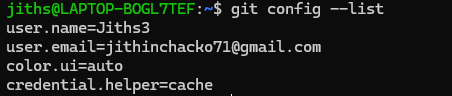 jiths@LAPTOP-BOGL7TEF:~$ git config --list
user.name=Jiths3
user.email=jithinchacko71@gmail.com
color.ui=auto
credential.helper=cache